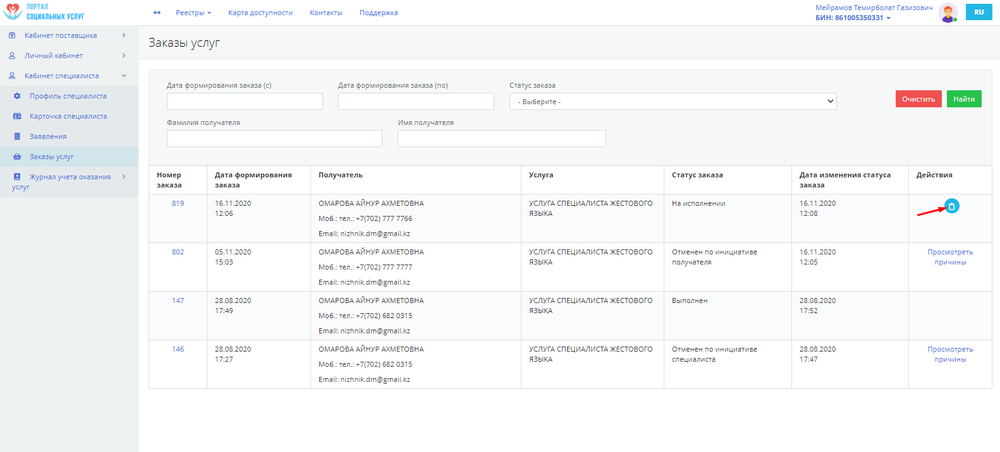 ПОРТАЛ
СОЦИАЛЬНЫХ УСЛУГ
Реестры
Карта доступности
Контакты
Поддержка
Мейрамов Темирболат Газизович
БИН: 861005350331
RU
Кабинет поставщика
Личный кабинет
Кабинет специалиста
Профиль специалиста
Карточка специалиста
Заявления
Заказы услуг
Журнал учета оказания
услуг
Заказы услуг
Дата формирования заказа (с)
Дата формирования заказа (по)
Статус заказа
- Выберите -
Очистить
Найти
Фамилия получателя
Имя получателя
Номер
заказа
Дата формирования
заказа
Получатель
Услуга
Статус заказа
Дата изменения статуса
заказа
Действия
819
16.11.2020
12:06
ОМАРОВА АЙНУР АХМЕТОВНА
Моб.: тел.: +7(702) 777 7766
Email: nizhnik.dm@gmail.kz
УСЛУГА СПЕЦИАЛИСТА ЖЕСТОВОГО
ЯЗЫКА
На исполнении
16.11.2020
12:08
802
05.11.2020
15:03
ОМАРОВА АЙНУР АХМЕТОВНА
Моб.: тел.: +7(702) 777 7777
Email: nizhnik.dm@gmail.kz
УСЛУГА СПЕЦИАЛИСТА ЖЕСТОВОГО
ЯЗЫКА
Отменен по инициативе
получателя
16.11.2020
12:05
Просмотреть
причины
147
28.08.2020
17:49
ОМАРОВА АЙНУР АХМЕТОВНА
Моб.: тел.: +7(702) 682 0315
Email: nizhnik.dm@gmail.kz
УСЛУГА СПЕЦИАЛИСТА ЖЕСТОВОГО
ЯЗЫКА
Выполнен
28.08.2020
17:52
146
28.08.2020
17:27
ОМАРОВА АЙНУР АХМЕТОВНА
Моб.: тел.: +7(702) 682 0315
Email: nizhnik.dm@gmail.kz
УСЛУГА СПЕЦИАЛИСТА ЖЕСТОВОГО
ЯЗЫКА
Отменен по инициативе
специалиста
28.08.2020
17:47
Просмотреть
причины